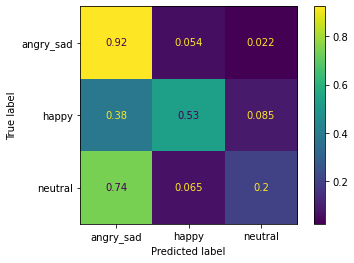 angry_sad 0.92 0.054 0.022
happy 0.38 0.53 0.085
neutral 0.74 0.065 0.2
angry_sad happy neutral
Predicted label
True label
0.8
0.6
0.4
0.2